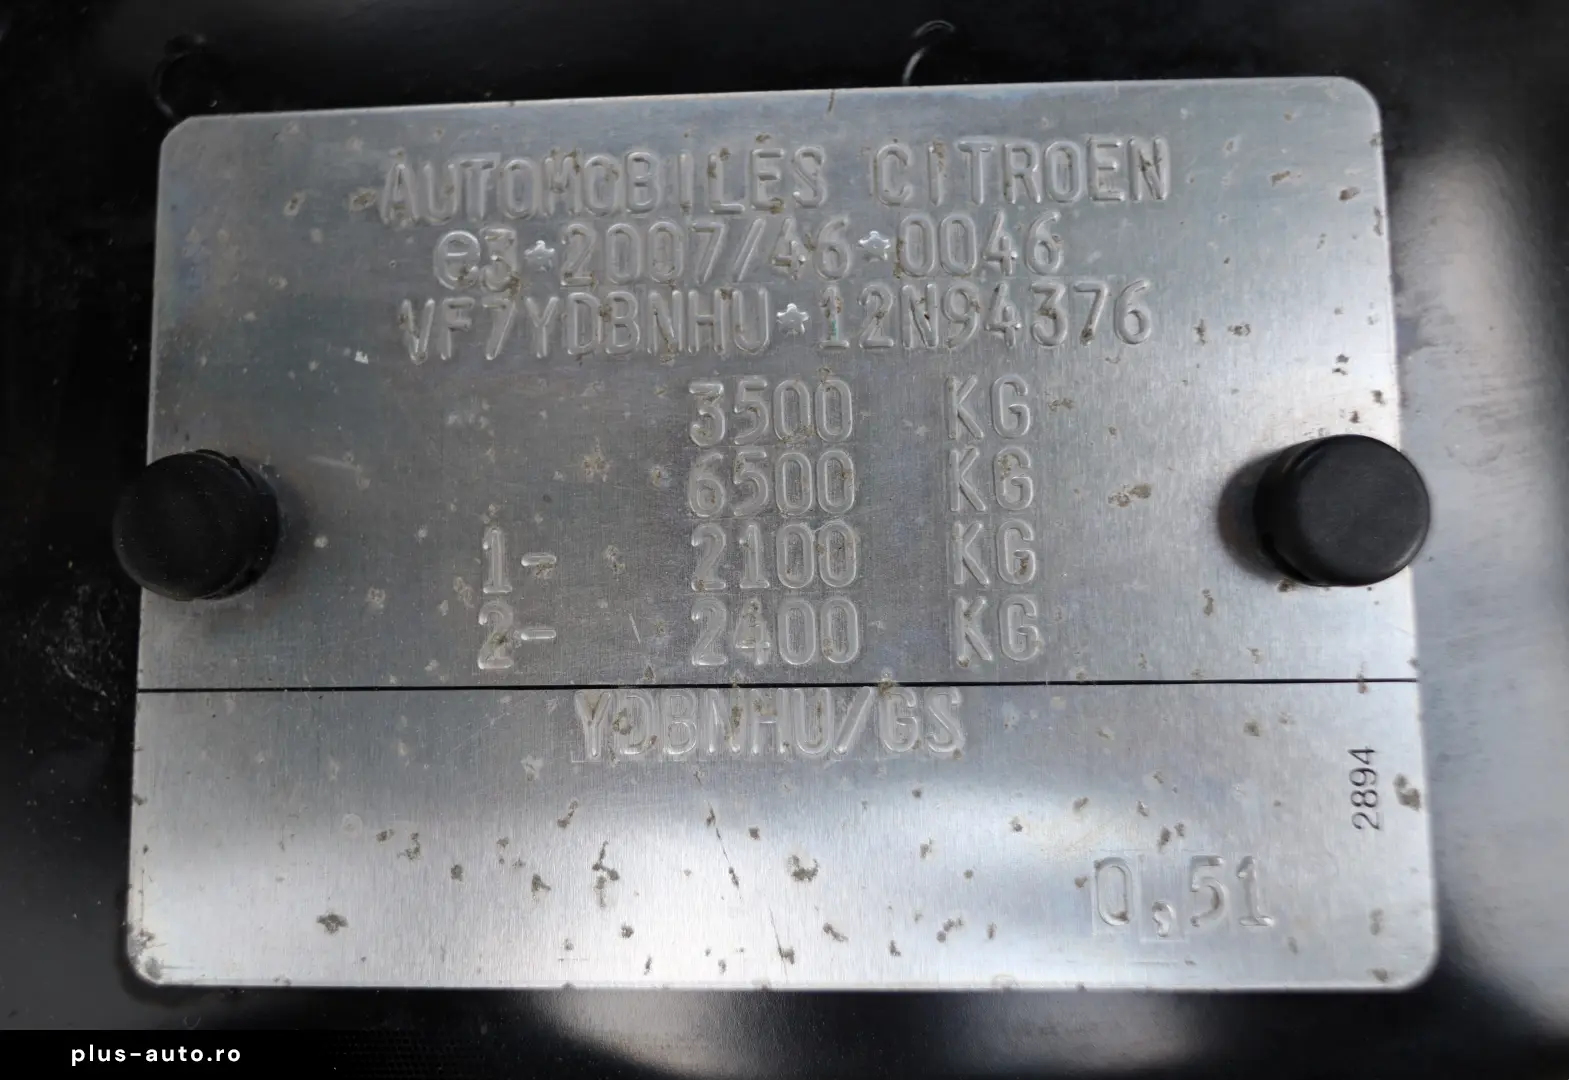 AUTOMOBILES CITROEN
e3*2007/46*0046
VF7YDBNHU*12N94376
3500 KG
6500 KG
1- 2100 KG
2- 2400 KG
YDBNHU/GS
2894
0,51
plus-auto.ro